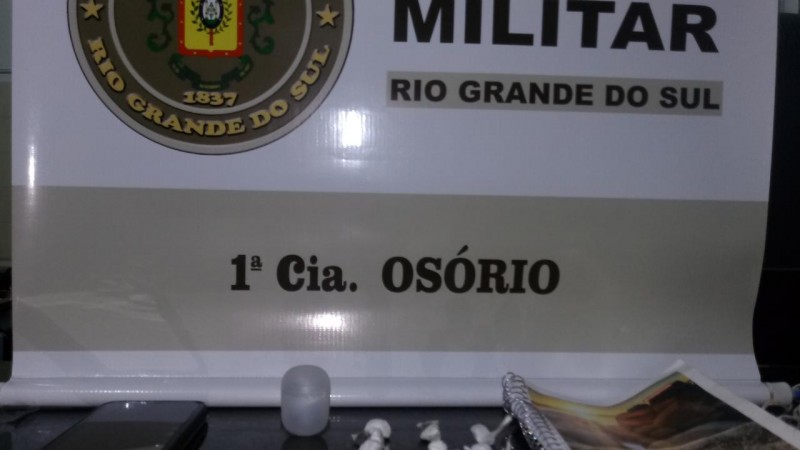 MILITAR
RIO GRANDE DO SUL
1837
RIO GRANDE DO SUL
1ª Cia. OSÓRIO